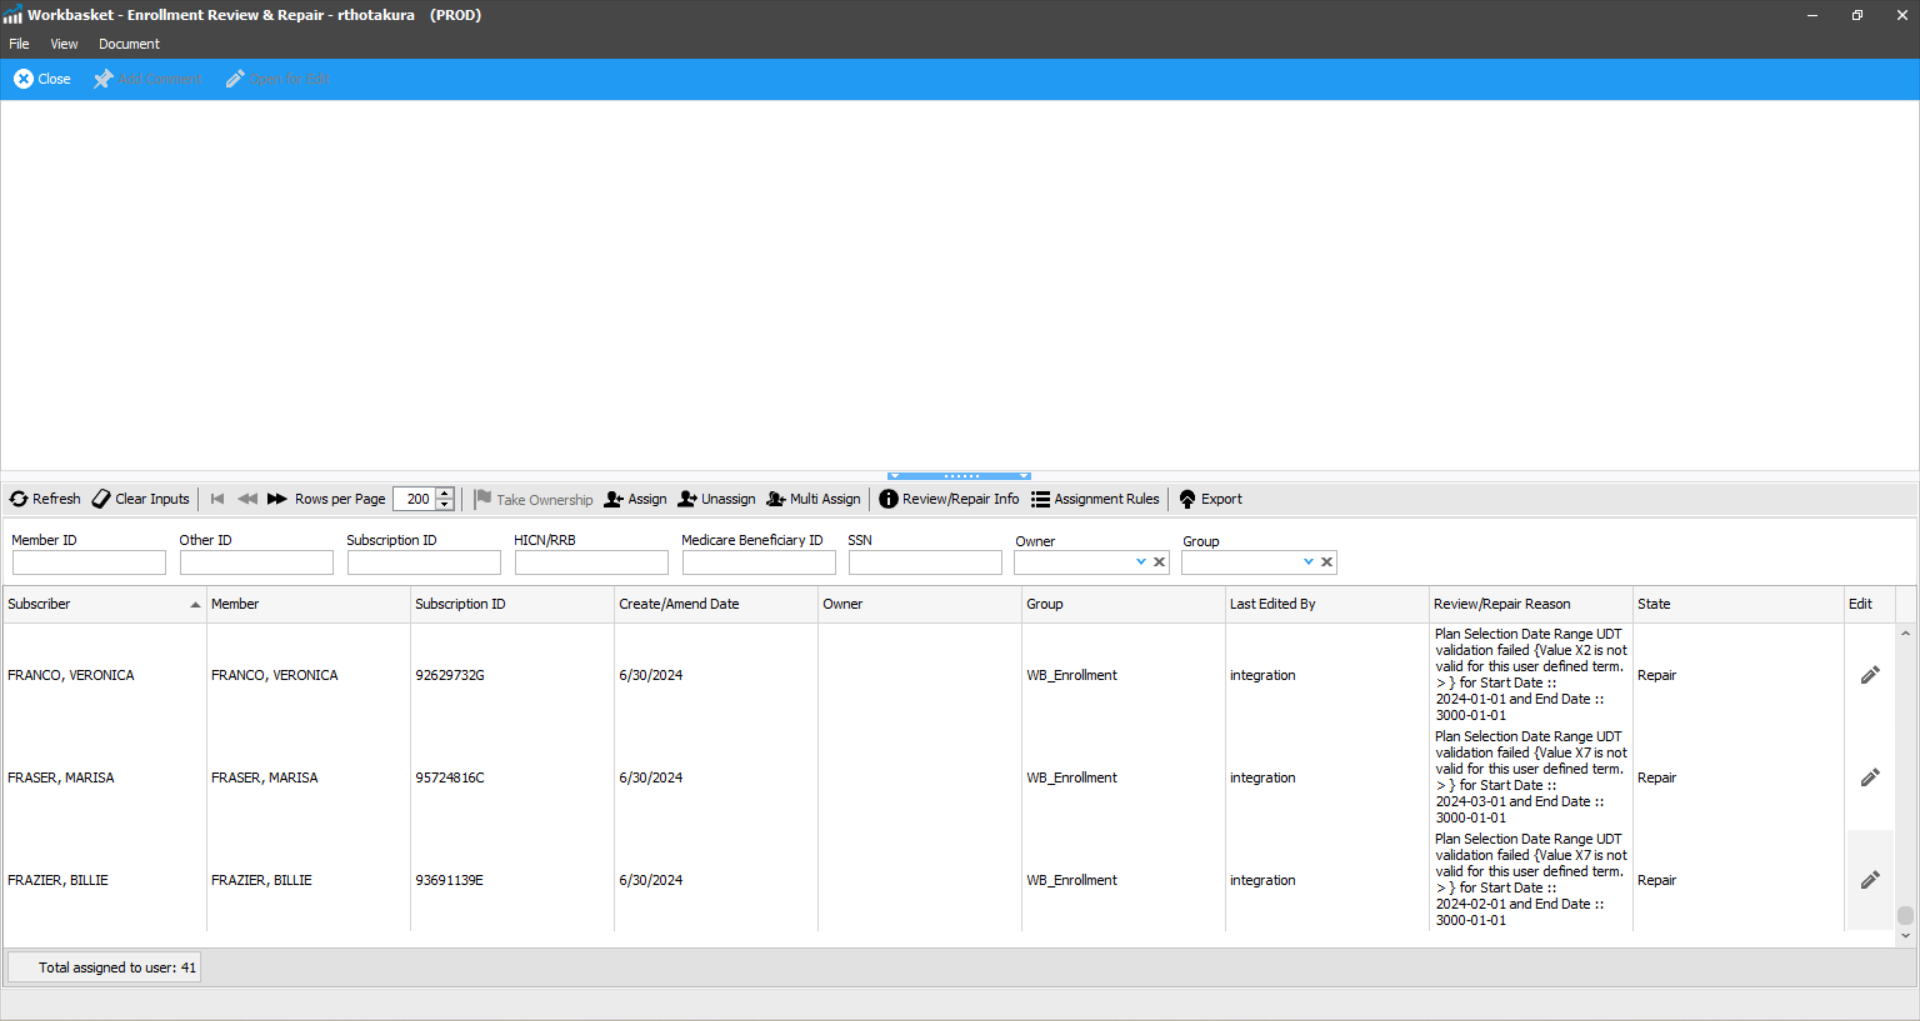 Workbasket - Enrollment Review & Repair - rthotakura (PROD)
File View Document
Close Add Comment Open for Edit
Refresh Clear Inputs Rows per Page 200 Take Ownership Assign Unassign Multi Assign Review/Repair Info Assignment Rules Export
Member ID Other ID Subscription ID HICN/RRB Medicare Beneficiary ID SSN Owner Group
Subscriber Member Subscription ID Create/Amend Date Owner Group Last Edited By Review/Repair Reason State Edit
FRANCO, VERONICA FRANCO, VERONICA 92629732G 6/30/2024 WB_Enrollment integration
Plan Selection Date Range UDT
validation failed {Value X2 is not
valid for this user defined term.
> } for Start Date ::
2024-01-01 and End Date ::
3000-01-01
Repair
FRASER, MARISA FRASER, MARISA 95724816C 6/30/2024 WB_Enrollment integration
Plan Selection Date Range UDT
validation failed {Value X7 is not
valid for this user defined term.
> } for Start Date ::
2024-03-01 and End Date ::
3000-01-01
Repair
FRAZIER, BILLIE FRAZIER, BILLIE 93691139E 6/30/2024 WB_Enrollment integration
Plan Selection Date Range UDT
validation failed {Value X7 is not
valid for this user defined term.
> } for Start Date ::
2024-02-01 and End Date ::
3000-01-01
Repair
Total assigned to user: 41